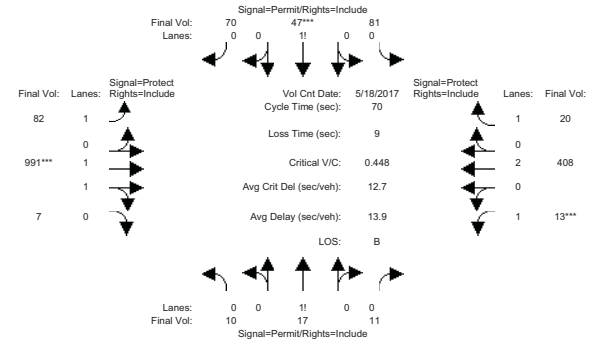 Signal=Permit/Rights=Include
Final Vol: 70 47*** 81
Lanes: 0 0 1! 0 0
Signal=Protect Signal=Protect
Final Vol: Lanes: Rights=Include Vol Cnt Date: 5/18/2017 Rights=Include Lanes: Final Vol:
Cycle Time (sec): 70
82 1 1 20
Loss Time (sec): 9
0 0
991*** 1 Critical V/C: 0.448 2 408
1 Avg Crit Del (sec/veh): 12.7 0
7 0 Avg Delay (sec/veh): 13.9 1 13***
LOS: B
Lanes: 0 0 1! 0 0
Final Vol: 10 17 11
Signal=Permit/Rights=Include